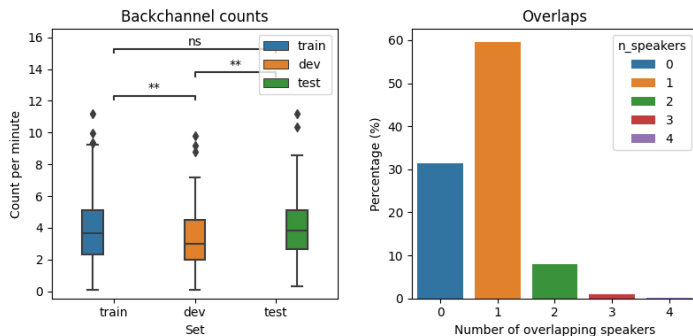 Backchannel counts
Count per minute
16
14
12
10
8
6
4
2
0
ns
**
**
train
dev
test
train
dev
test
Set
Overlaps
Percentage (%)
60
50
40
30
20
10
0
n_speakers
0
1
2
3
4
0
1
2
3
4
Number of overlapping speakers